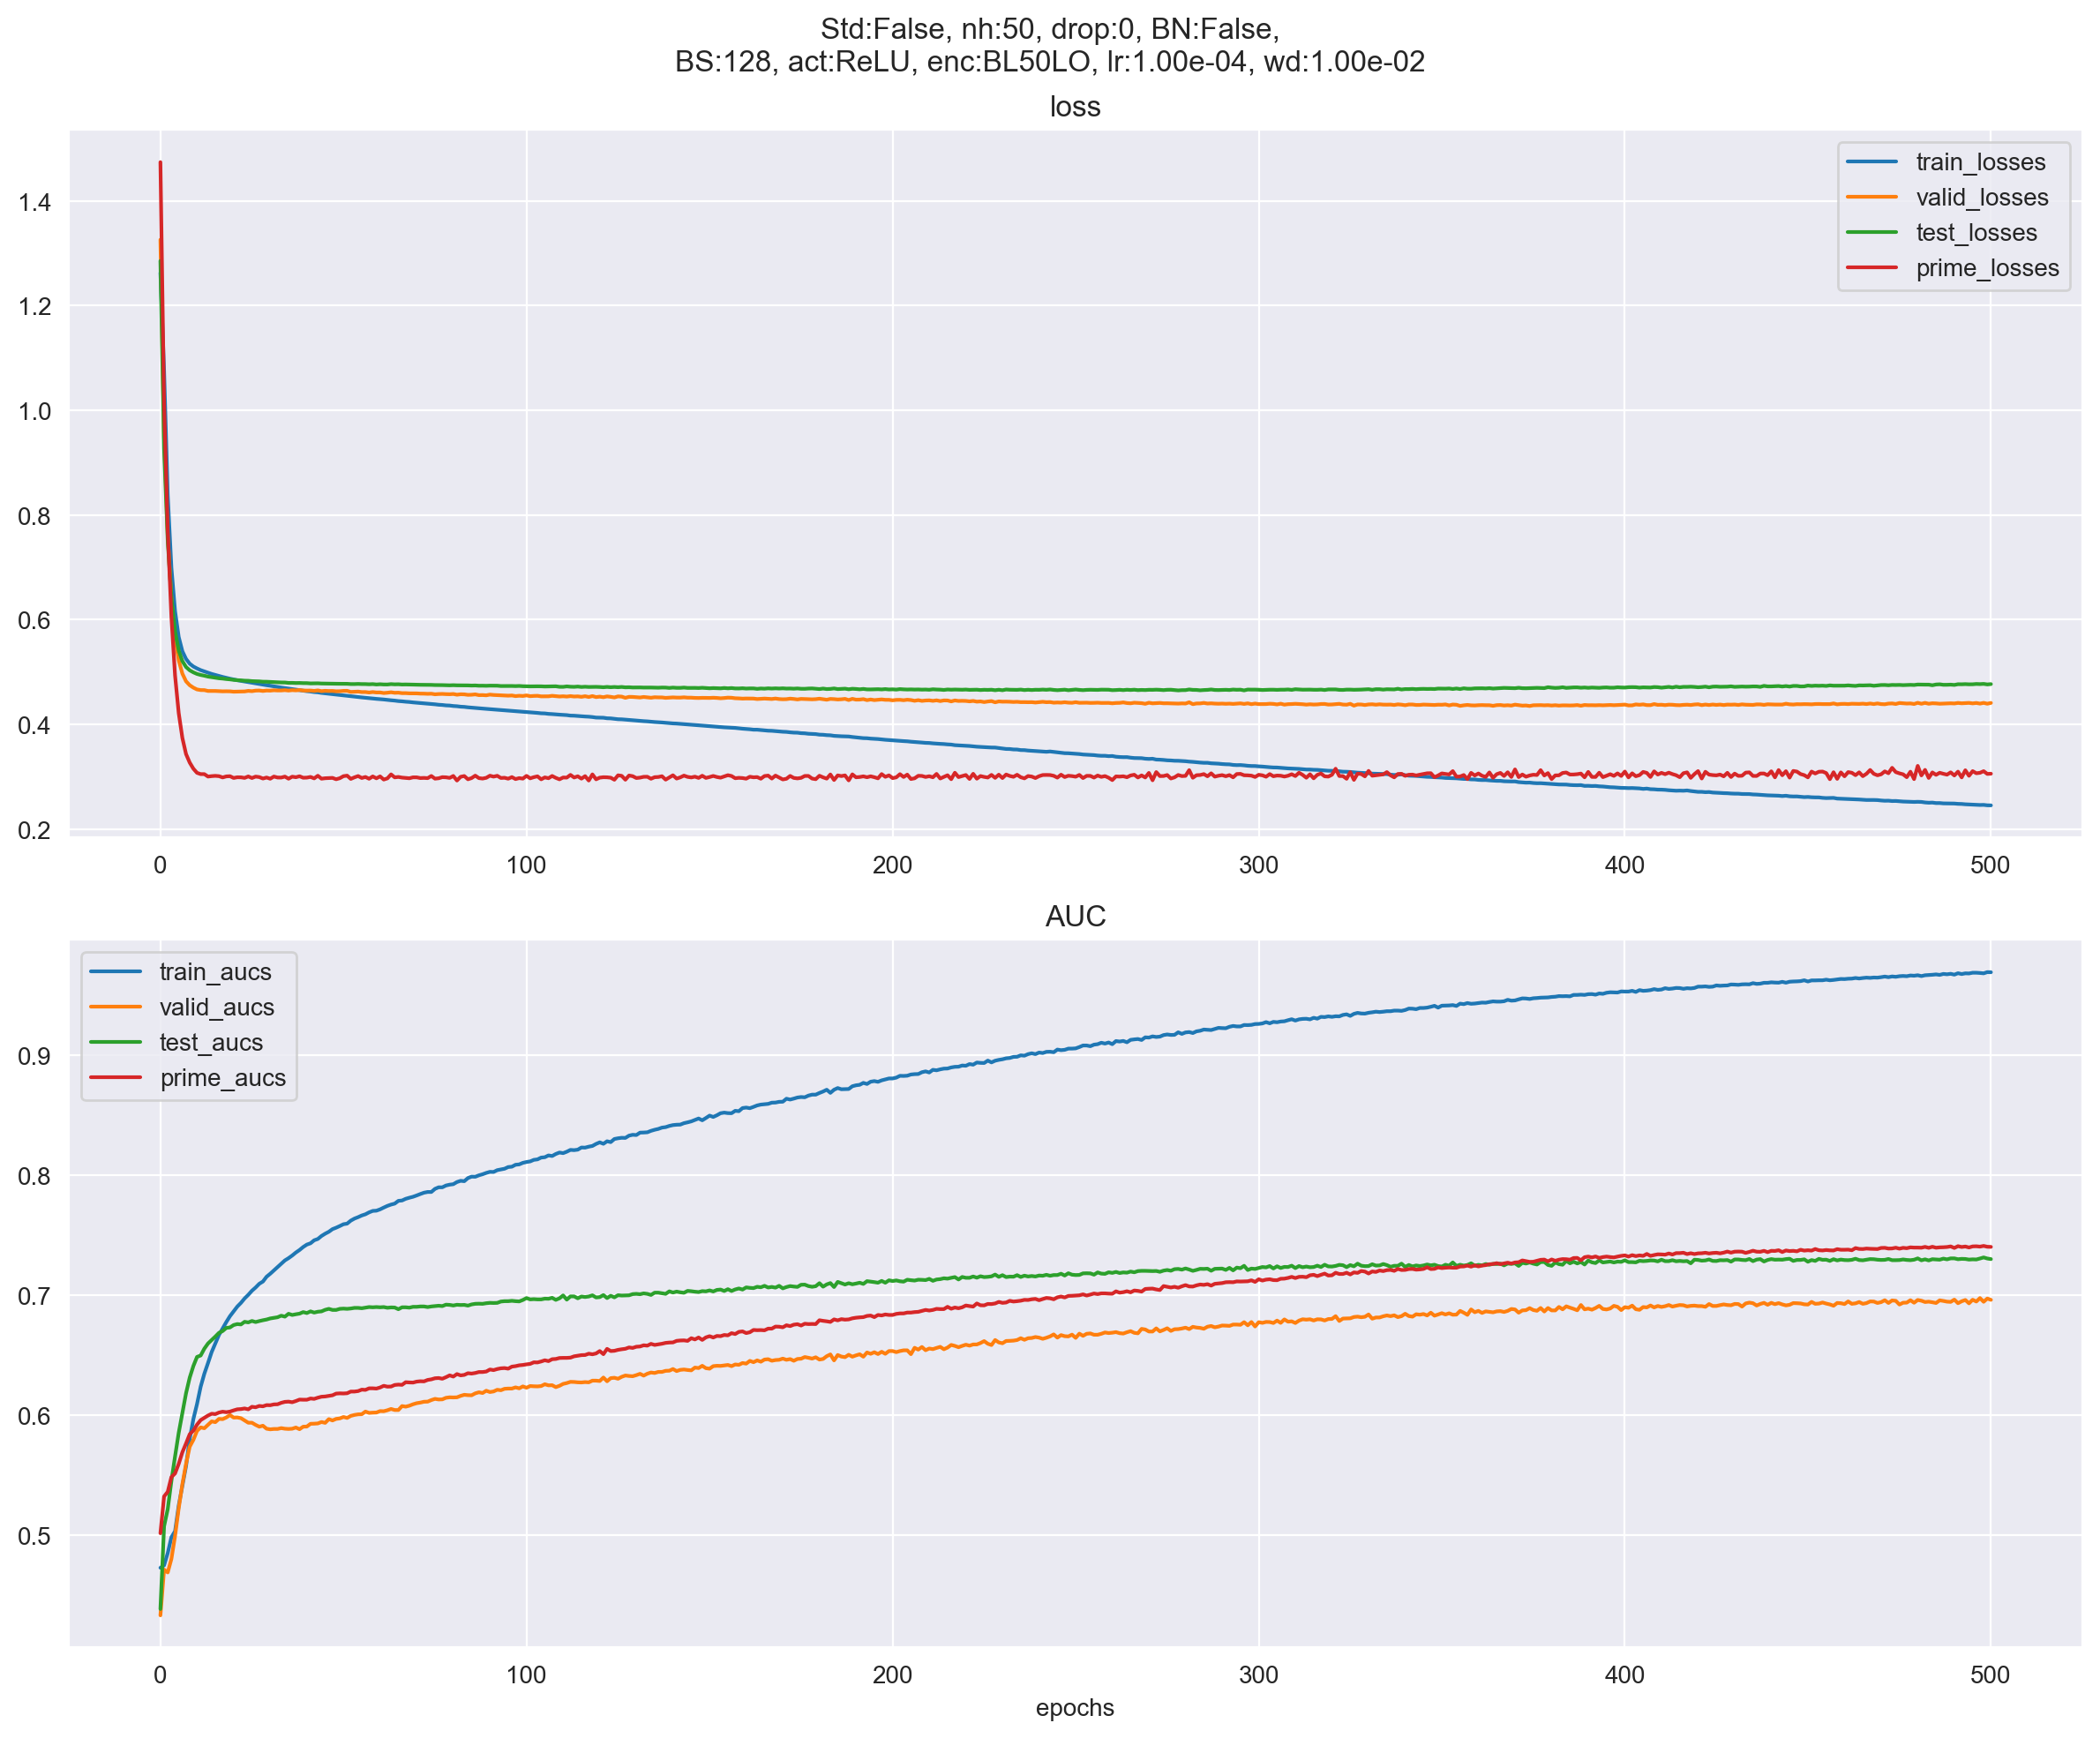 Std:False, nh:50, drop:0, BN:False,
BS:128, act:ReLU, enc:BL50LO, lr:1.00e-04, wd:1.00e-02
loss
train_losses
valid_losses
test_losses
prime_losses
1.4
1.2
1.0
0.8
0.6
0.4
0.2
0 100 200 300 400 500
AUC
train_aucs
valid_aucs
test_aucs
prime_aucs
0.9
0.8
0.7
0.6
0.5
0 100 200 300 400 500
epochs